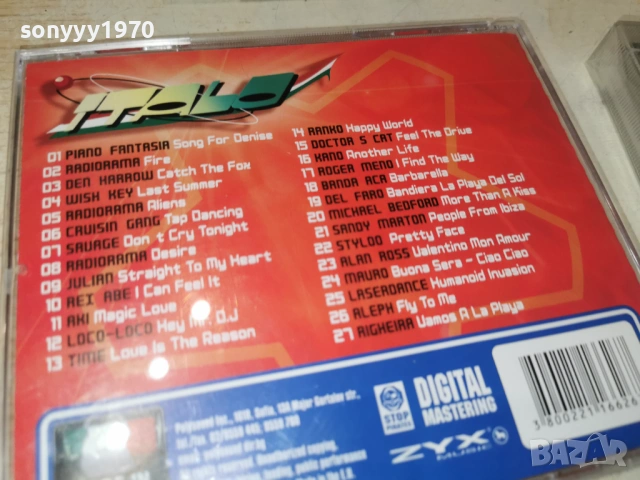 sonyyy1970
ITALO
01 PIANO FANTASIA Song For Denise
02 RADIORAMA Fire
03 DEN HARROW Catch The Fox
04 WISH KEY Last Summer
05 RADIORAMA Aliens
06 CRUISIN GANG Tap Dancing
07 SAVAGE Don t Cry Tonight
08 RADIORAMA Desire
09 JULIAN Straight To My Heart
10 REI ABE I Can Feel It
11 AXI Magic Love
12 LOCO-LOCO Hey Mr. DJ
13 TIME Love Is The Reason
14 RANKO Happy World
15 DOCTOR S CAT Feel The Drive
16 KANO Another Life
17 ROGER MENO I Find The Way
18 BANDA RCA Barbarella
19 DEL FARO Bandiera La Playa Del Sol
20 MICHAEL BEDFORD More Than A Kiss
21 SANDY MARTON People From Ibiza
22 STYLOO Pretty Face
23 ALAN ROSS Valentino Mon Amour
24 MAURO Buona Sera - Ciao Ciao
25 LASERDANCE Humanoid Invasion
26 ALEPH Fly To Me
27 RIGHEIRA Vamos A La Playa
STOP
DIGITAL
MASTERING
ZYX
MUSIC
BAZAR